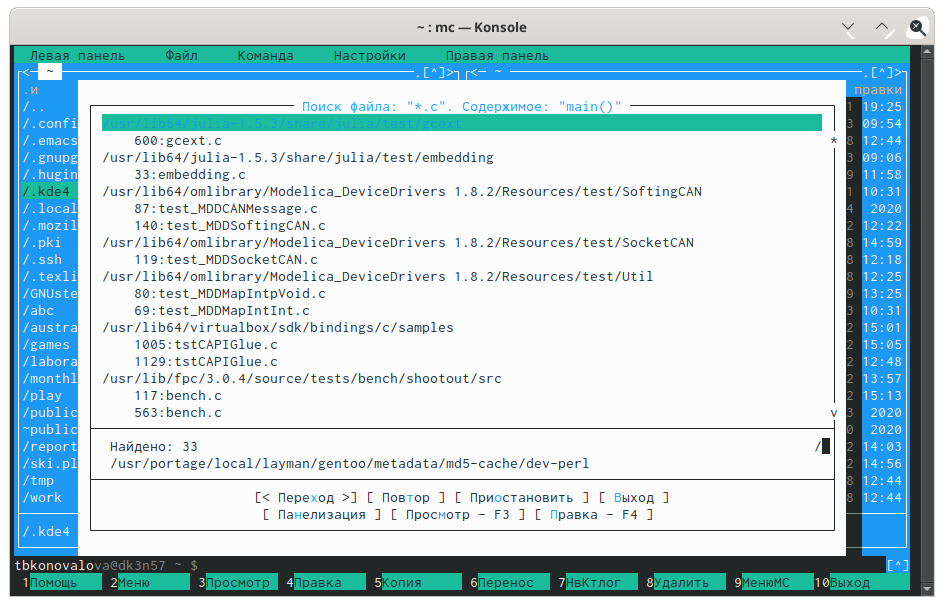 ~ : mc — Konsole
Левая панель Файл Команда Настройки Правая панель
<— ~ .[^]> <— ~ .[^]>
.и правки
/.. 1 19:25
Поиск файла: "*.c". Содержимое: "main()"
/.confi /usr/lib64/julia-1.5.3/share/julia/test/gcext 3 09:54
/.emacs 600:gcext.c * 8 12:44
/.gnupg /usr/lib64/julia-1.5.3/share/julia/test/embedding 3 09:06
/.hugin 33:embedding.c 9 11:58
/.kde4 /usr/lib64/omlibrary/Modelica_DeviceDrivers 1.8.2/Resources/test/SoftingCAN 1 10:31
/.local 87:test_MDDCANMessage.c 4 2020
/.mozil 140:test_MDDSoftingCAN.c 2 12:22
/.pki /usr/lib64/omlibrary/Modelica_DeviceDrivers 1.8.2/Resources/test/SocketCAN 8 14:59
/.ssh 119:test_MDDSocketCAN.c 8 12:18
/.texli /usr/lib64/omlibrary/Modelica_DeviceDrivers 1.8.2/Resources/test/Util 8 12:25
/GNUste 80:test_MDDMapIntpVoid.c 9 13:25
/abc 69:test_MDDMapIntInt.c 3 10:31
/austra /usr/lib64/virtualbox/sdk/bindings/c/samples 2 15:01
/games 1005:tstCAPIGlue.c 2 15:05
/labora 1129:tstCAPIGlue.c 2 12:48
/monthl /usr/lib/fpc/3.0.4/source/tests/bench/shootout/src 2 13:57
/play 117:bench.c 2 15:13
/public 563:bench.c v 3 2020
~public 0 2020
/report Найдено: 33 / 2 14:03
/ski.pl /usr/portage/local/layman/gentoo/metadata/md5-cache/dev-perl 2 14:56
/tmp 8 12:44
/work [< Переход >] [ Повтор ] [ Приостановить ] [ Выход ] 8 12:44
[ Панелизация ] [ Просмотр - F3 ] [ Правка - F4 ]
/.kde4
tbkonovalova@dk3n57 ~ $ [^]
1Помощь 2Меню 3Просмотр 4Правка 5Копия 6Перенос 7НвКтлог 8Удалить 9МенюMC 10Выход